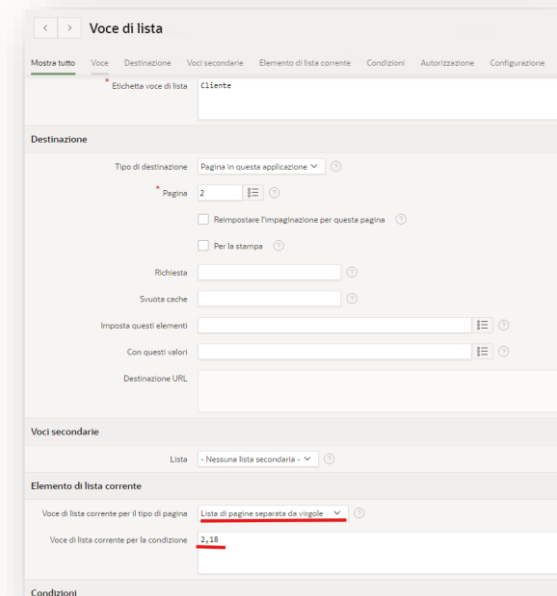 Voce di lista
Mostra tutto Voce Destinazione Voci secondarie Elemento di lista corrente Condizioni Autorizzazione Configurazione
* Etichetta voce di lista Cliente
Destinazione
Tipo di destinazione Pagina in questa applicazione
* Pagina 2
Reimpostare l'impaginazione per questa pagina
Per la stampa
Richiesta
Svuota cache
Imposta questi elementi
Con questi valori
Destinazione URL
Voci secondarie
Lista - Nessuna lista secondaria -
Elemento di lista corrente
Voce di lista corrente per il tipo di pagina Lista di pagine separata da virgole
Voce di lista corrente per la condizione 2,18
Condizioni